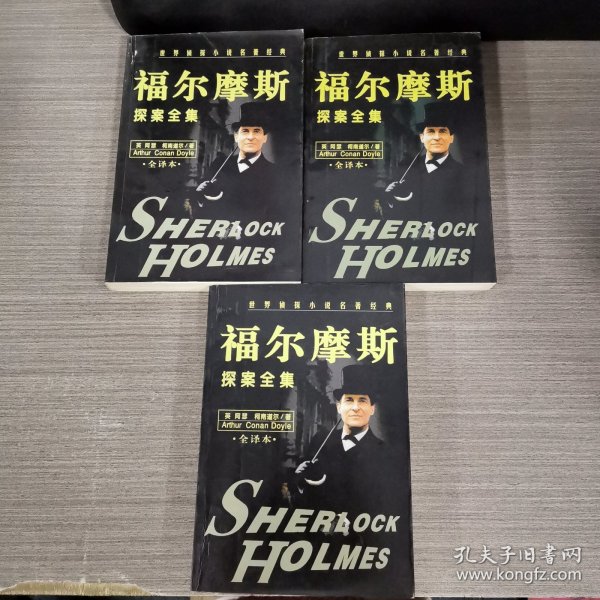 世界侦探小说名著经典
福尔摩斯
探案全集
英 阿瑟 柯南道尔/著
Arthur Conan Doyle
·全译本·
SHERLOCK
HOLMES
世界侦探小说名著经典
福尔摩斯
探案全集
英 阿瑟 柯南道尔/著
Arthur Conan Doyle
·全译本·
SHERLOCK
HOLMES
世界侦探小说名著经典
福尔摩斯
探案全集
英 阿瑟 柯南道尔/著
Arthur Conan Doyle
·全译本·
SHERLOCK
HOLMES
孔夫子旧书网
www.kongfz.com